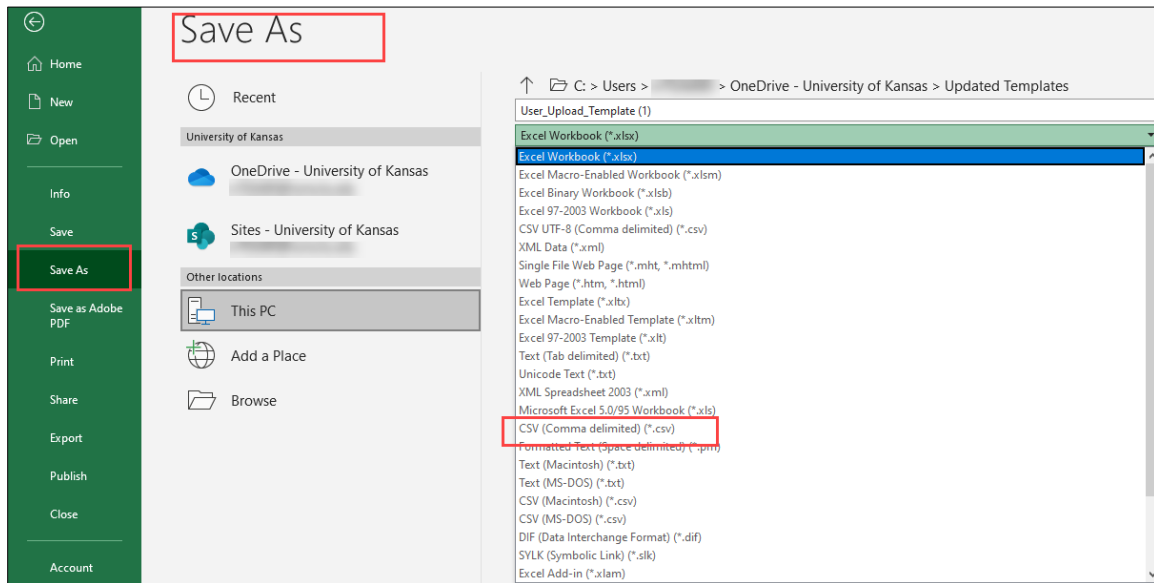 Save As
Home
New
Open
Info
Save
Save As
Save as Adobe
PDF
Print
Share
Export
Publish
Close
Account
Recent
University of Kansas
OneDrive - University of Kansas
Sites - University of Kansas
Other locations
This PC
Add a Place
Browse
C: > Users > > OneDrive - University of Kansas > Updated Templates
User_Upload_Template (1)
Excel Workbook (*.xlsx)
Excel Workbook (*.xlsx)
Excel Macro-Enabled Workbook (*.xlsm)
Excel Binary Workbook (*.xlsb)
Excel 97-2003 Workbook (*.xls)
CSV UTF-8 (Comma delimited) (*.csv)
XML Data (*.xml)
Single File Web Page (*.mht, *.mhtml)
Web Page (*.htm, *.html)
Excel Template (*.xltx)
Excel Macro-Enabled Template (*.xltm)
Excel 97-2003 Template (*.xlt)
Text (Tab delimited) (*.txt)
Unicode Text (*.txt)
XML Spreadsheet 2003 (*.xml)
Microsoft Excel 5.0/95 Workbook (*.xls)
CSV (Comma delimited) (*.csv)
Formatted Text (Space delimited) (*.prn)
Text (Macintosh) (*.txt)
Text (MS-DOS) (*.txt)
CSV (Macintosh) (*.csv)
CSV (MS-DOS) (*.csv)
DIF (Data Interchange Format) (*.dif)
SYLK (Symbolic Link) (*.slk)
Excel Add-in (*.xlam)